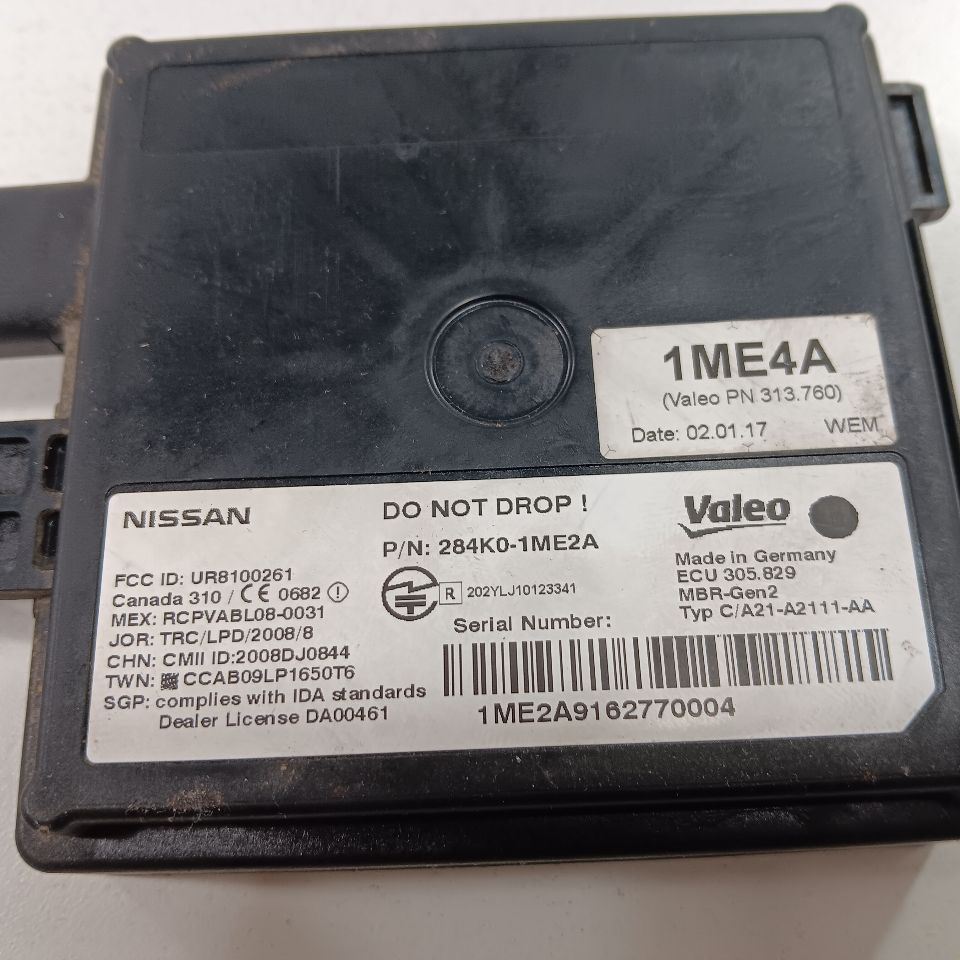 1ME4A
(Valeo PN 313.760)
Date: 02.01.17 WEM
NISSAN
DO NOT DROP !
P/N: 284K0-1ME2A
Valeo
FCC ID: UR8100261
Canada 310 / CE 0682
MEX: RCPVABL08-0031
JOR: TRC/LPD/2008/8
CHN: CMII ID:2008DJ0844
TWN: CCAB09LP1650T6
SGP: complies with IDA standards
Dealer License DA00461
R 202YLJ10123341
Made in Germany
ECU 305.829
MBR-Gen2
Typ C/A21-A2111-AA
Serial Number:
1ME2A9162770004